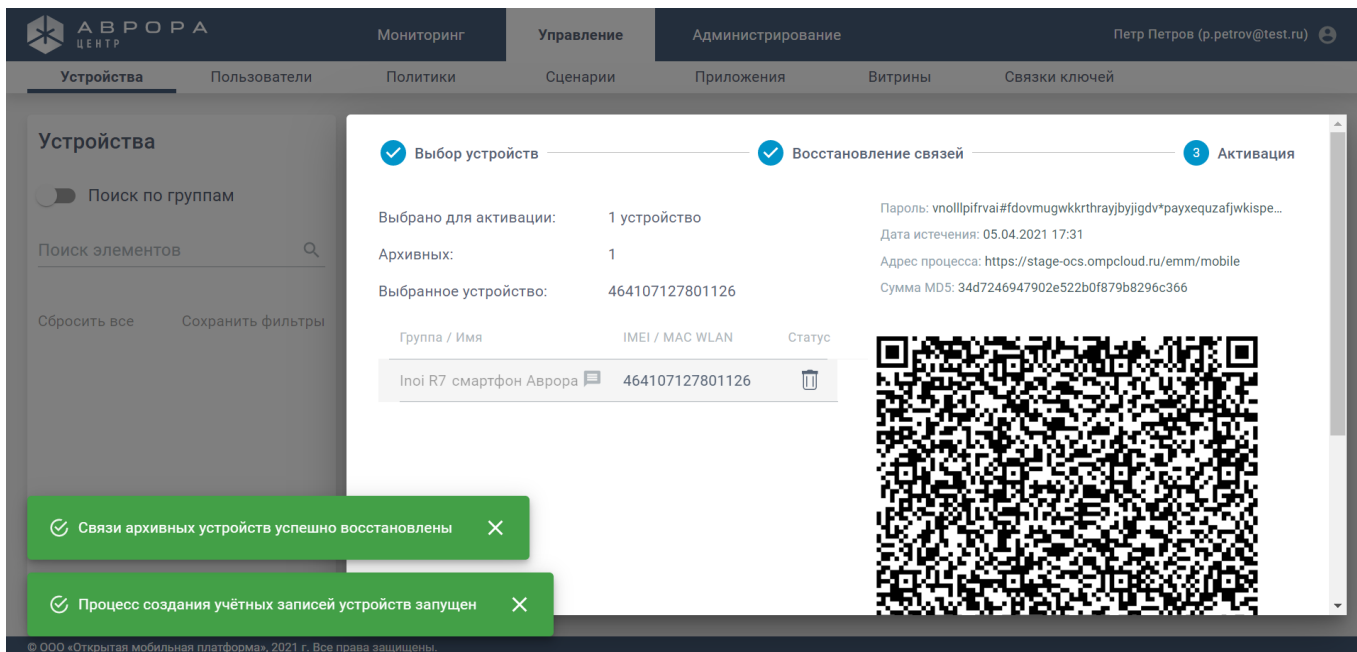 АВРОРА
ЦЕНТР
Мониторинг Управление Администрирование Петр Петров (p.petrov@test.ru)
Устройства Пользователи Политики Сценарии Приложения Витрины Связки ключей
Устройства
Поиск по группам
Поиск элементов
Сбросить все Сохранить фильтры
Выбор устройств Восстановление связей 3 Активация
Выбрано для активации: 1 устройство
Архивных: 1
Выбранное устройство: 464107127801126
Группа / Имя IMEI / MAC WLAN Статус
Inoi R7 смартфон Аврора 464107127801126
Пароль: vnolllpifrvai#fdovmugwkkrthrayjbyjigdv*payxequzafjwkispe...
Дата истечения: 05.04.2021 17:31
Адрес процесса: https://stage-ocs.ompcloud.ru/emm/mobile
Сумма MD5: 34d7246947902e522b0f879b8296c366
Связи архивных устройств успешно восстановлены
Процесс создания учётных записей устройств запущен
© ООО «Открытая мобильная платформа», 2021 г. Все права защищены.